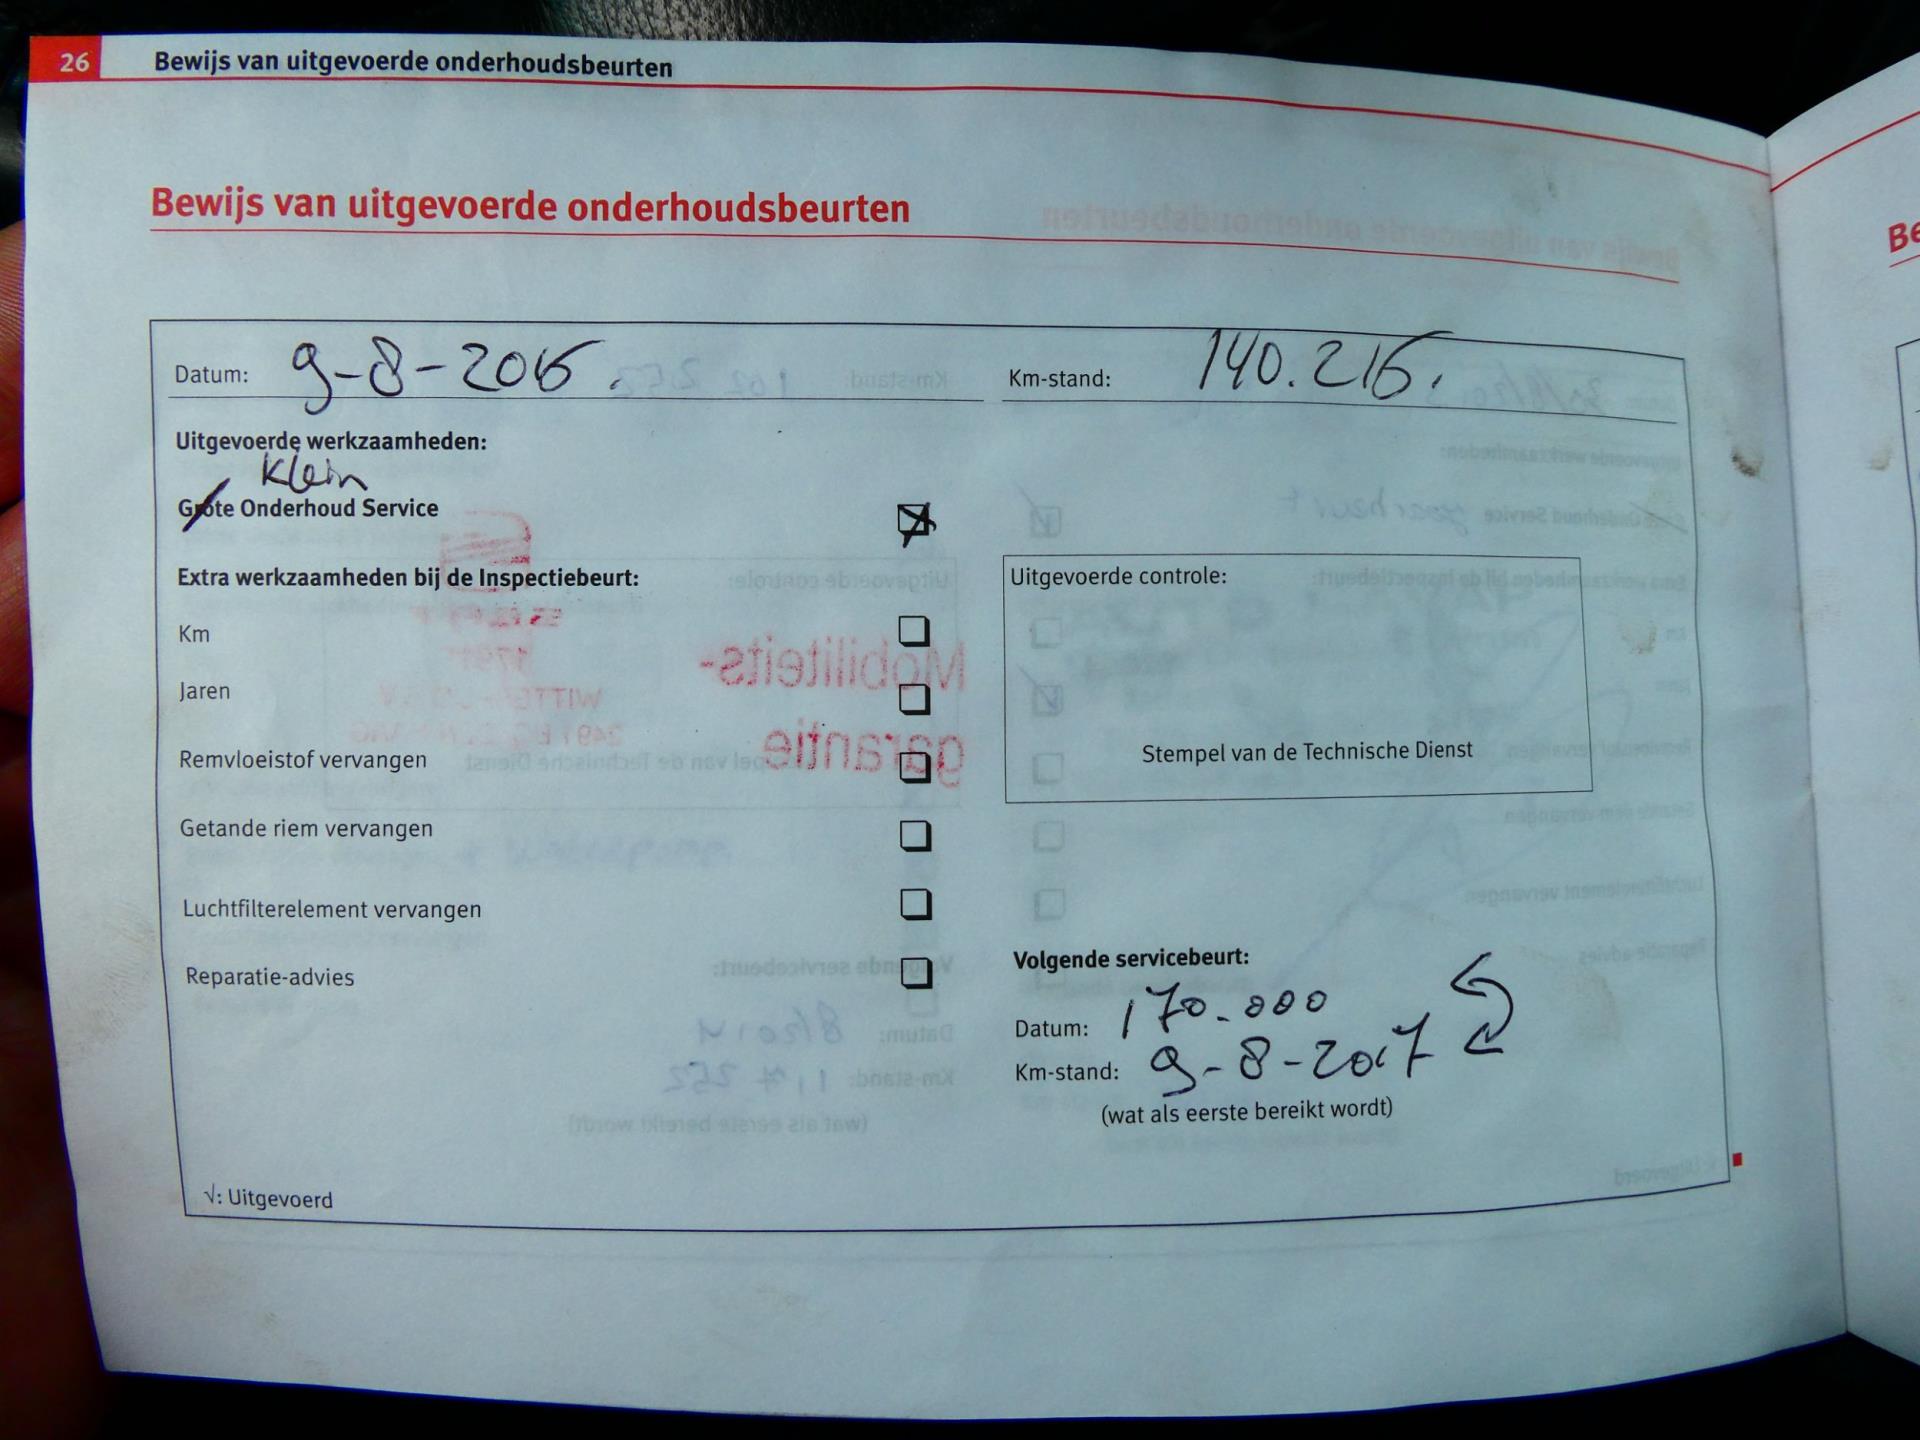 26 Bewijs van uitgevoerde onderhoudsbeurten
Bewijs van uitgevoerde onderhoudsbeurten
Be
Datum: 9-8-2016. Km-stand: 140.216.
Uitgevoerde werkzaamheden:
Klein
Grote Onderhoud Service
Extra werkzaamheden bij de Inspectiebeurt:
Uitgevoerde controle:
Km
Jaren
Stempel van de Technische Dienst
Remvloeistof vervangen
Getande riem vervangen
Luchtfilterelement vervangen
Reparatie-advies
Volgende servicebeurt:
Datum: 170.000
Km-stand: 9-8-2017
(wat als eerste bereikt wordt)
√: Uitgevoerd
Mobiliteits-
garantie